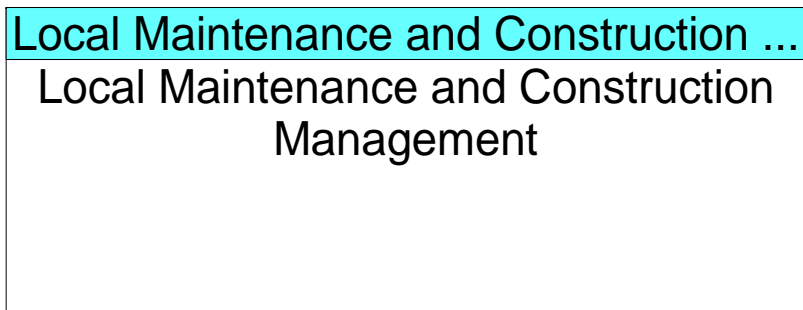 Local Maintenance and Construction ...
Local Maintenance and Construction
Management